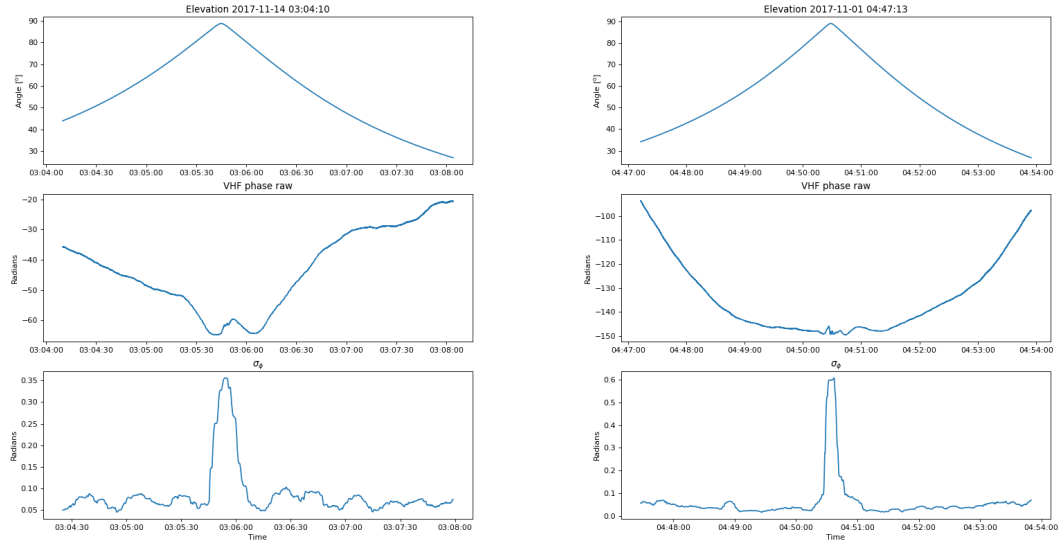 Elevation 2017-11-14 03:04:10
90
80
70
60
50
40
30
Angle [º]
03:04:00 03:04:30 03:05:00 03:05:30 03:06:00 03:06:30 03:07:00 03:07:30 03:08:00
VHF phase raw
−20
−30
−40
−50
−60
Radians
03:04:00 03:04:30 03:05:00 03:05:30 03:06:00 03:06:30 03:07:00 03:07:30 03:08:00
σϕ
0.35
0.30
0.25
0.20
0.15
0.10
0.05
Radians
03:04:30 03:05:00 03:05:30 03:06:00 03:06:30 03:07:00 03:07:30 03:08:00
Time
Elevation 2017-11-01 04:47:13
90
80
70
60
50
40
30
Angle [º]
04:47:00 04:48:00 04:49:00 04:50:00 04:51:00 04:52:00 04:53:00 04:54:00
VHF phase raw
−100
−110
−120
−130
−140
−150
Radians
04:47:00 04:48:00 04:49:00 04:50:00 04:51:00 04:52:00 04:53:00 04:54:00
σϕ
0.6
0.5
0.4
0.3
0.2
0.1
0.0
Radians
04:48:00 04:49:00 04:50:00 04:51:00 04:52:00 04:53:00 04:54:00
Time